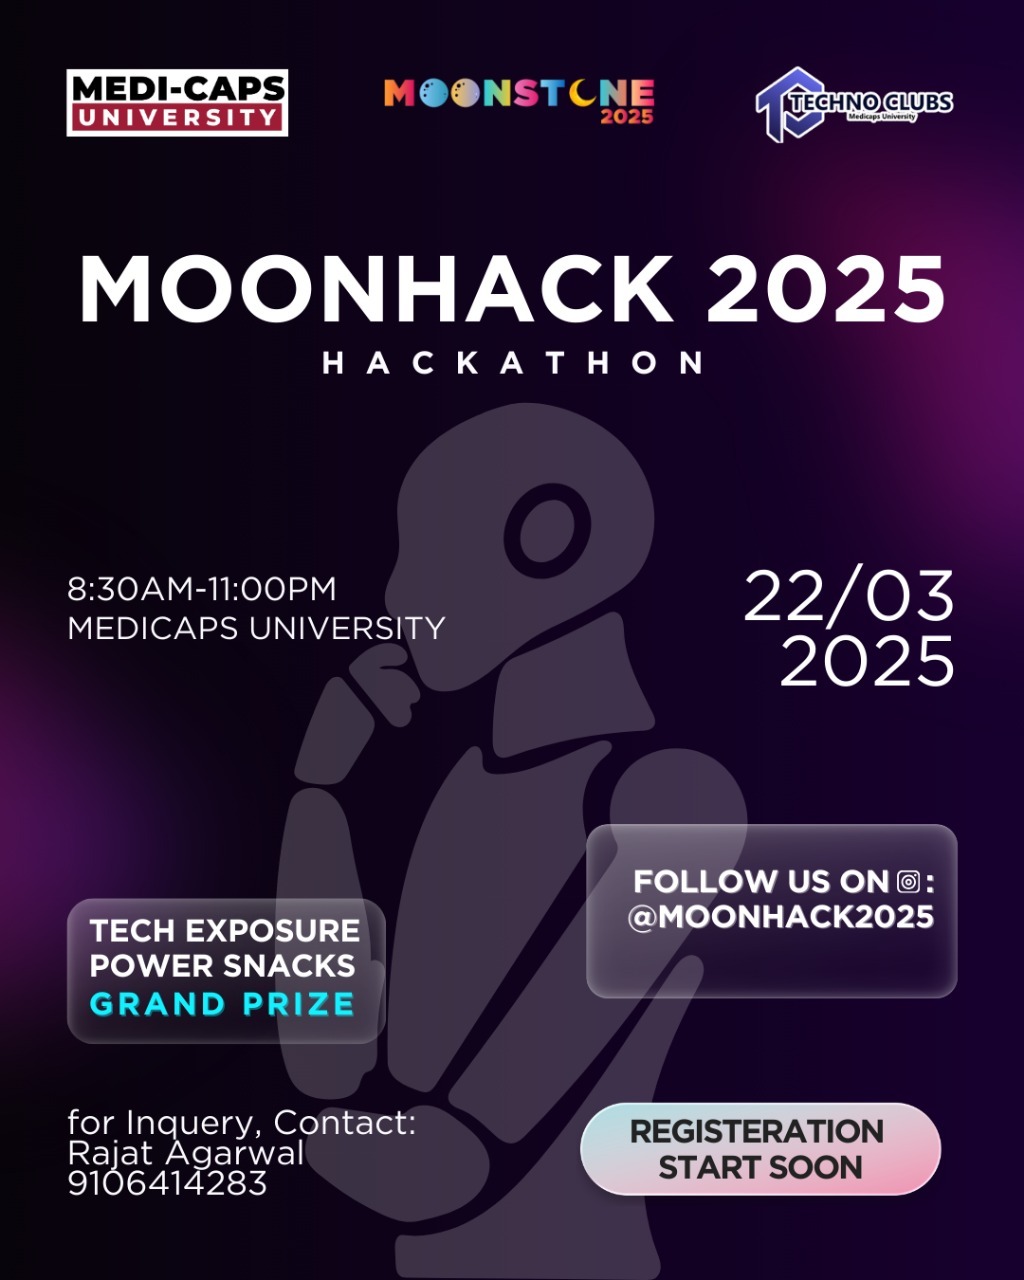 MEDI-CAPS
UNIVERSITY
MOONSTONE
2025
TECHNO CLUBS
Medicaps University
MOONHACK 2025
HACKATHON
8:30AM-11:00PM
MEDICAPS UNIVERSITY
22/03
2025
FOLLOW US ON :
@MOONHACK2025
TECH EXPOSURE
POWER SNACKS
GRAND PRIZE
for Inquery, Contact:
Rajat Agarwal
9106414283
REGISTERATION
START SOON